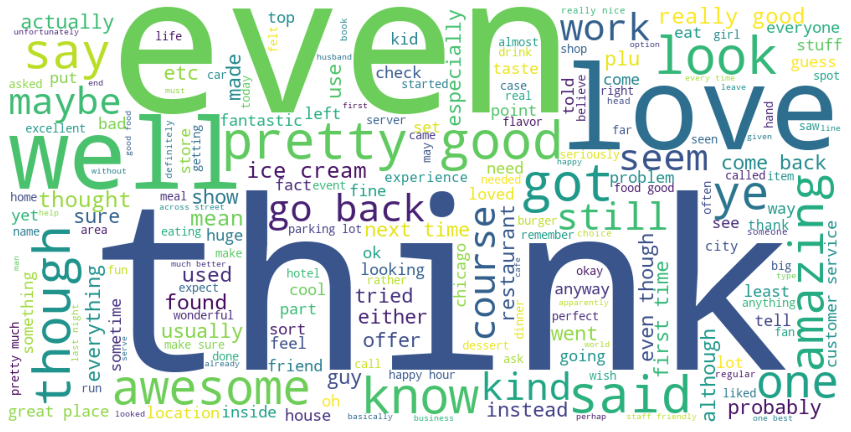 actually
unfortunately
say
life
top
felt
book
kid
even
really nice
almost
drink
girl
shop
option
work
plu
really good
eat
everyone
stuff
guess
spot
every time
leave
look
maybe
asked
put
end
etc
car
today
must
made
use
check
husband
started
server
first
especially
taste
case
real
point
flavor
told
believe
come
right
head
far
seen
given
hand
saw
line
excellent
bad
well
definitely
getting
store
good food
without
fantastic
left
came
may
set
love
seriously
happy
pretty good
seem
come back
home
meal
thought
show
ice cream
fact
event
fine
experience
need
needed
loved
got
problem
food good
ye
often
called
item
see
thank
way
someone
yet
help
sure
across street
mean
go back
parking lot
next time
burger
remember
choice
still
city
big
type
amazing
customer service
name
area
eating
huge
make
though
something
man
last night
fun
everything
sometime
much better
expect
used
hotel
cool
ok
looking
rather
chicago
course
restaurant
cafe
okay
anyway
perfect
even though
first time
tell
least
anything
fan
think
found
wonderful
part
tried
either
went
apparently
pretty much
usually
sort
feel
offer
dinner
dessert
world
going
although
lot
regular
make sure
done
already
friend
call
ask
wish
liked
run
serve
awesome
guy
happy hour
know
kind
said
one
great place
looked
location
inside
house
oh
basically
business
instead
perhap
staff friendly
probably
one best